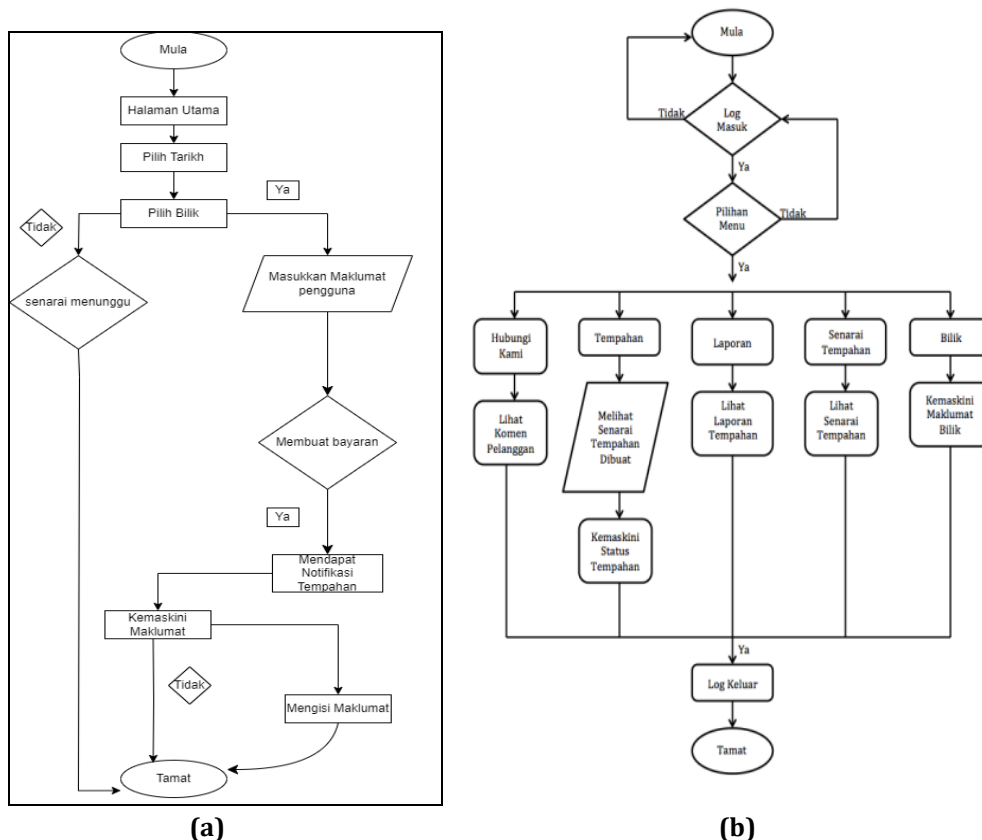 Mula
Halaman Utama
Pilih Tarikh
Ya
Pilih Bilik
Tidak
Masukkan Maklumat
pengguna
senarai menunggu
Membuat bayaran
Ya
Mendapat
Notifikasi
Tempahan
Kemaskini
Maklumat
Tidak
Mengisi Maklumat
Tamat
(a)
Mula
Tidak
Log
Masuk
Ya
Pilihan
Menu
Tidak
Ya
Hubungi
Kami
Tempahan
Laporan
Senarai
Tempahan
Bilik
Lihat
Komen
Pelanggan
Melihat
Senarai
Tempahan
Dibuat
Lihat
Laporan
Tempahan
Lihat
Senarai
Tempahan
Kemaskini
Maklumat
Bilik
Kemaskini
Status
Tempahan
Ya
Log Keluar
Tamat
(b)